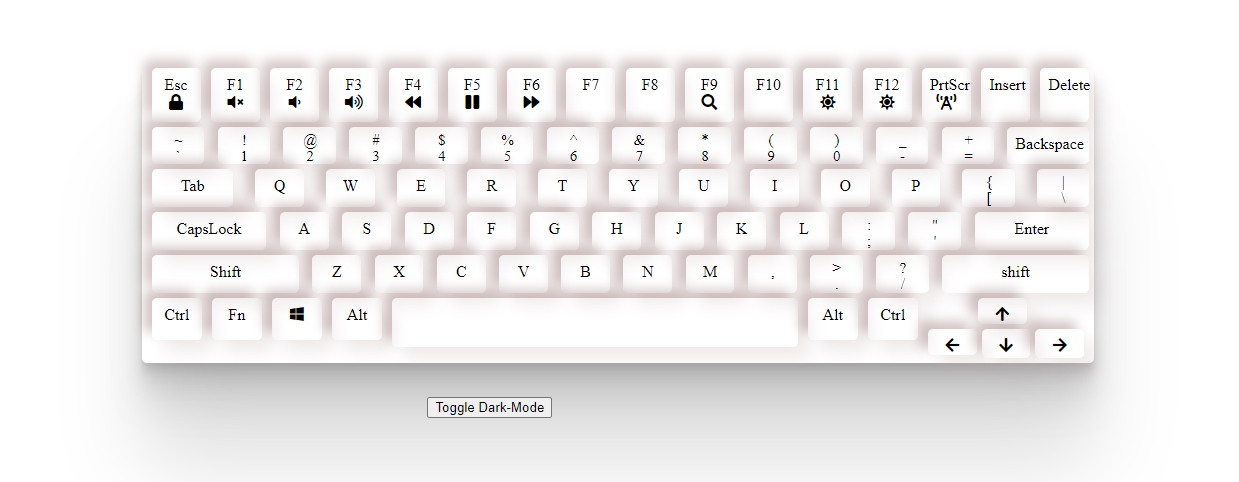 Esc F1 F2 F3 F4 F5 F6 F7 F8 F9 F10 F11 F12 PrtScr Insert Delete
~ ! @ # $ % ^ & * ( ) _ + Backspace
` 1 2 3 4 5 6 7 8 9 0 - =
Tab Q W E R T Y U I O P { |
[ \
CapsLock A S D F G H J K L : " Enter
; '
Shift Z X C V B N M , > ? shift
. /
Ctrl Fn Alt Alt Ctrl
Toggle Dark-Mode